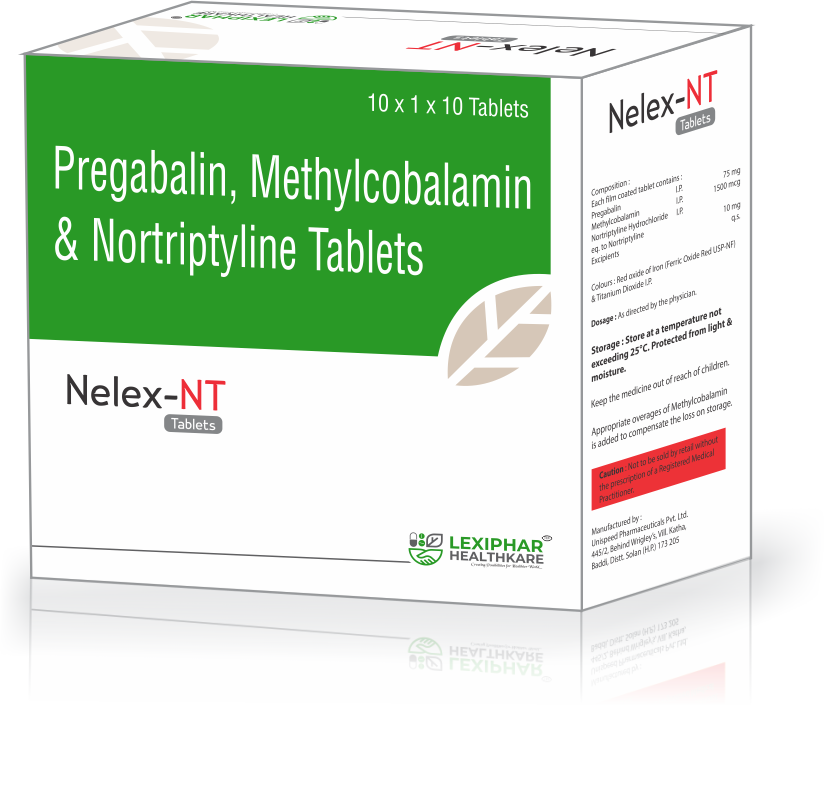 LEXIPHAR
HEALTHKARE
Nelex-NT
Tablets
10 x 1 x 10 Tablets
Pregabalin, Methylcobalamin
& Nortriptyline Tablets
Nelex-NT
Tablets
LEXIPHAR
HEALTHKARE
Nelex-NT
Tablets
Composition :
Each film coated tablet contains :
Pregabalin I.P. 75 mg
Methylcobalamin I.P. 1500 mcg
Nortriptyline Hydrochloride I.P.
eq. to Nortriptyline 10 mg
Excipients q.s.
Colours : Red oxide of Iron (Ferric Oxide Red USP-NF)
& Titanium Dioxide I.P.
Dosage : As directed by the physician.
Storage : Store at a temperature not
exceeding 25°C. Protected from light &
moisture.
Keep the medicine out of reach of children.
Appropriate overages of Methylcobalamin
is added to compensate the loss on storage.
Caution : Not to be sold by retail without
the prescription of a Registered Medical
Practitioner.
Manufactured by :
Unispeed Pharmaceuticals Pvt. Ltd.
445/2, Behind Wrigley's, Vill. Katha,
Baddi, Distt. Solan (H.P.) 173 205